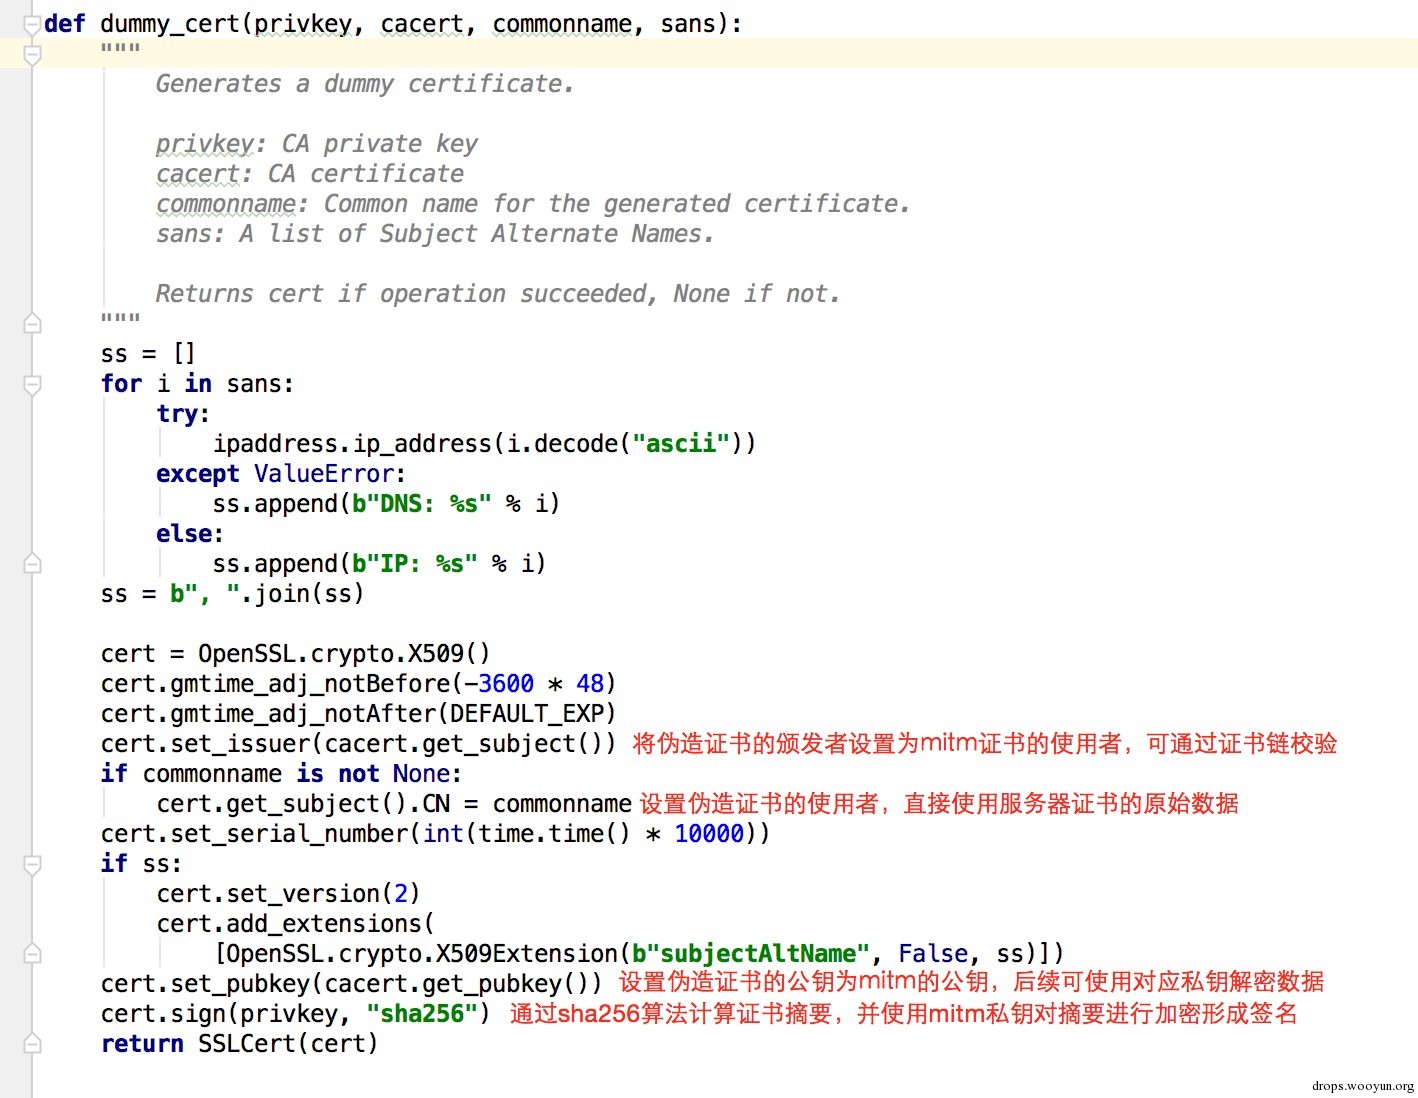 def dummy_cert(privkey, cacert, commonname, sans):
    """
        Generates a dummy certificate.

        privkey: CA private key
        cacert: CA certificate
        commonname: Common name for the generated certificate.
        sans: A list of Subject Alternate Names.

        Returns cert if operation succeeded, None if not.
    """
    ss = []
    for i in sans:
        try:
            ipaddress.ip_address(i.decode("ascii"))
        except ValueError:
            ss.append(b"DNS: %s" % i)
        else:
            ss.append(b"IP: %s" % i)
    ss = b", ".join(ss)

    cert = OpenSSL.crypto.X509()
    cert.gmtime_adj_notBefore(-3600 * 48)
    cert.gmtime_adj_notAfter(DEFAULT_EXP)
    cert.set_issuer(cacert.get_subject()) 将伪造证书的颁发者设置为mitm证书的使用者，可通过证书链校验
    if commonname is not None:
        cert.get_subject().CN = commonname 设置伪造证书的使用者，直接使用服务器证书的原始数据
    cert.set_serial_number(int(time.time() * 10000))
    if ss:
        cert.set_version(2)
        cert.add_extensions(
            [OpenSSL.crypto.X509Extension(b"subjectAltName", False, ss)])
    cert.set_pubkey(cacert.get_pubkey()) 设置伪造证书的公钥为mitm的公钥，后续可使用对应私钥解密数据
    cert.sign(privkey, "sha256") 通过sha256算法计算证书摘要，并使用mitm私钥对摘要进行加密形成签名
    return SSLCert(cert)
drops.wooyun.org